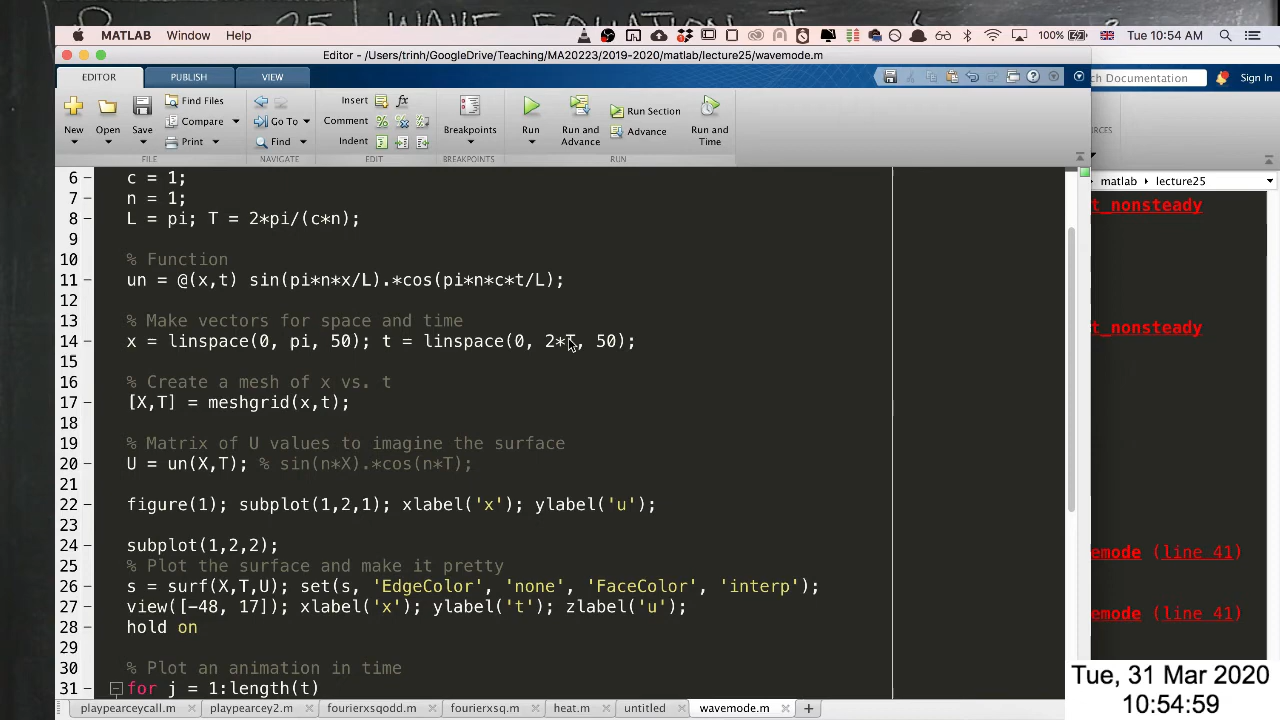 25 WAVE EQUATION
MATLAB Window Help 100% Tue 10:54 AM
Editor - /Users/trinh/GoogleDrive/Teaching/MA20223/2019-2020/matlab/lecture25/wavemode.m
EDITOR PUBLISH VIEW
ch Documentation Sign In
New Open Save Find Files Compare Print Go To Find Insert fx Comment Indent Breakpoints Run Run and Advance Run Section Advance Run and Time
FILE NAVIGATE EDIT BREAKPOINTS RUN
matlab › lecture25
6 c = 1;
7 n = 1;
8 L = pi; T = 2*pi/(c*n);
9
10 % Function
11 un = @(x,t) sin(pi*n*x/L).*cos(pi*n*c*t/L);
12
13 % Make vectors for space and time
14 x = linspace(0, pi, 50); t = linspace(0, 2*T, 50);
15
16 % Create a mesh of x vs. t
17 [X,T] = meshgrid(x,t);
18
19 % Matrix of U values to imagine the surface
20 U = un(X,T); % sin(n*X).*cos(n*T);
21
22 figure(1); subplot(1,2,1); xlabel('x'); ylabel('u');
23
24 subplot(1,2,2);
25 % Plot the surface and make it pretty
26 s = surf(X,T,U); set(s, 'EdgeColor', 'none', 'FaceColor', 'interp');
27 view([-48, 17]); xlabel('x'); ylabel('t'); zlabel('u');
28 hold on
29
30 % Plot an animation in time
31 for j = 1:length(t)
t_nonsteady
t_nonsteady
emode (line 41)
emode (line 41)
playpearceycall.m playpearcey2.m fourierxsqodd.m fourierxsq.m heat.m untitled wavemode.m
Tue, 31 Mar 2020
10:54:59